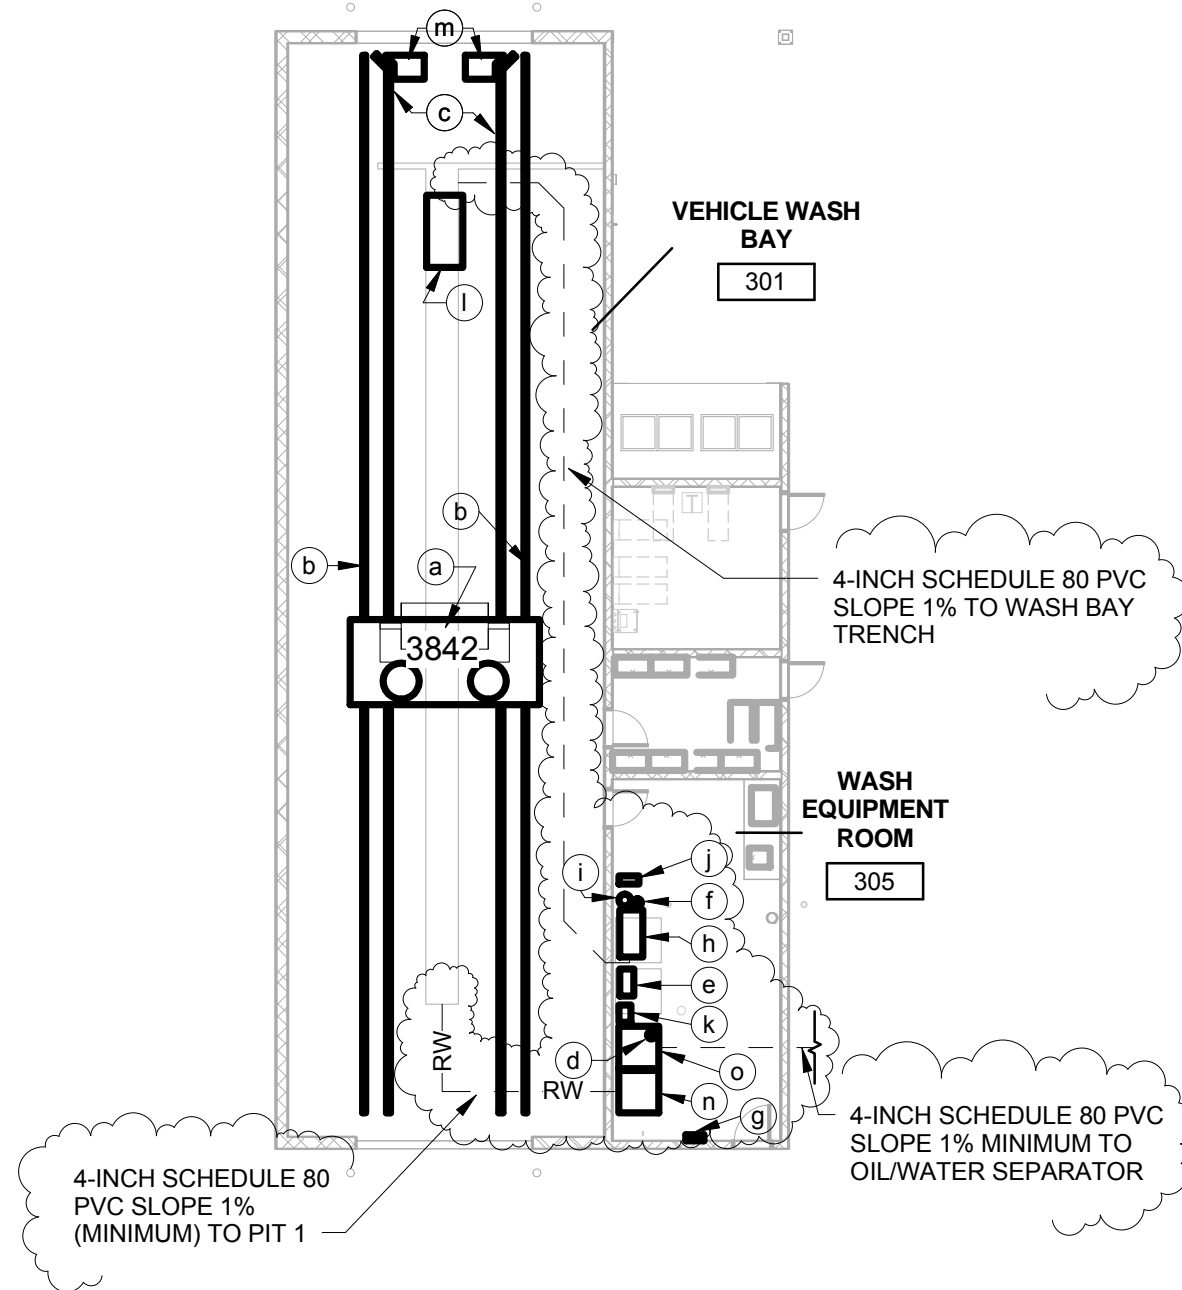 m
c
VEHICLE WASH
BAY
301
l
b
b
a
4-INCH SCHEDULE 80 PVC
SLOPE 1% TO WASH BAY
TRENCH
3842
WASH
EQUIPMENT
ROOM
305
j
i
f
h
e
k
d
o
RW
RW
n
g
4-INCH SCHEDULE 80 PVC
SLOPE 1% MINIMUM TO
OIL/WATER SEPARATOR
4-INCH SCHEDULE 80
PVC SLOPE 1%
(MINIMUM) TO PIT 1